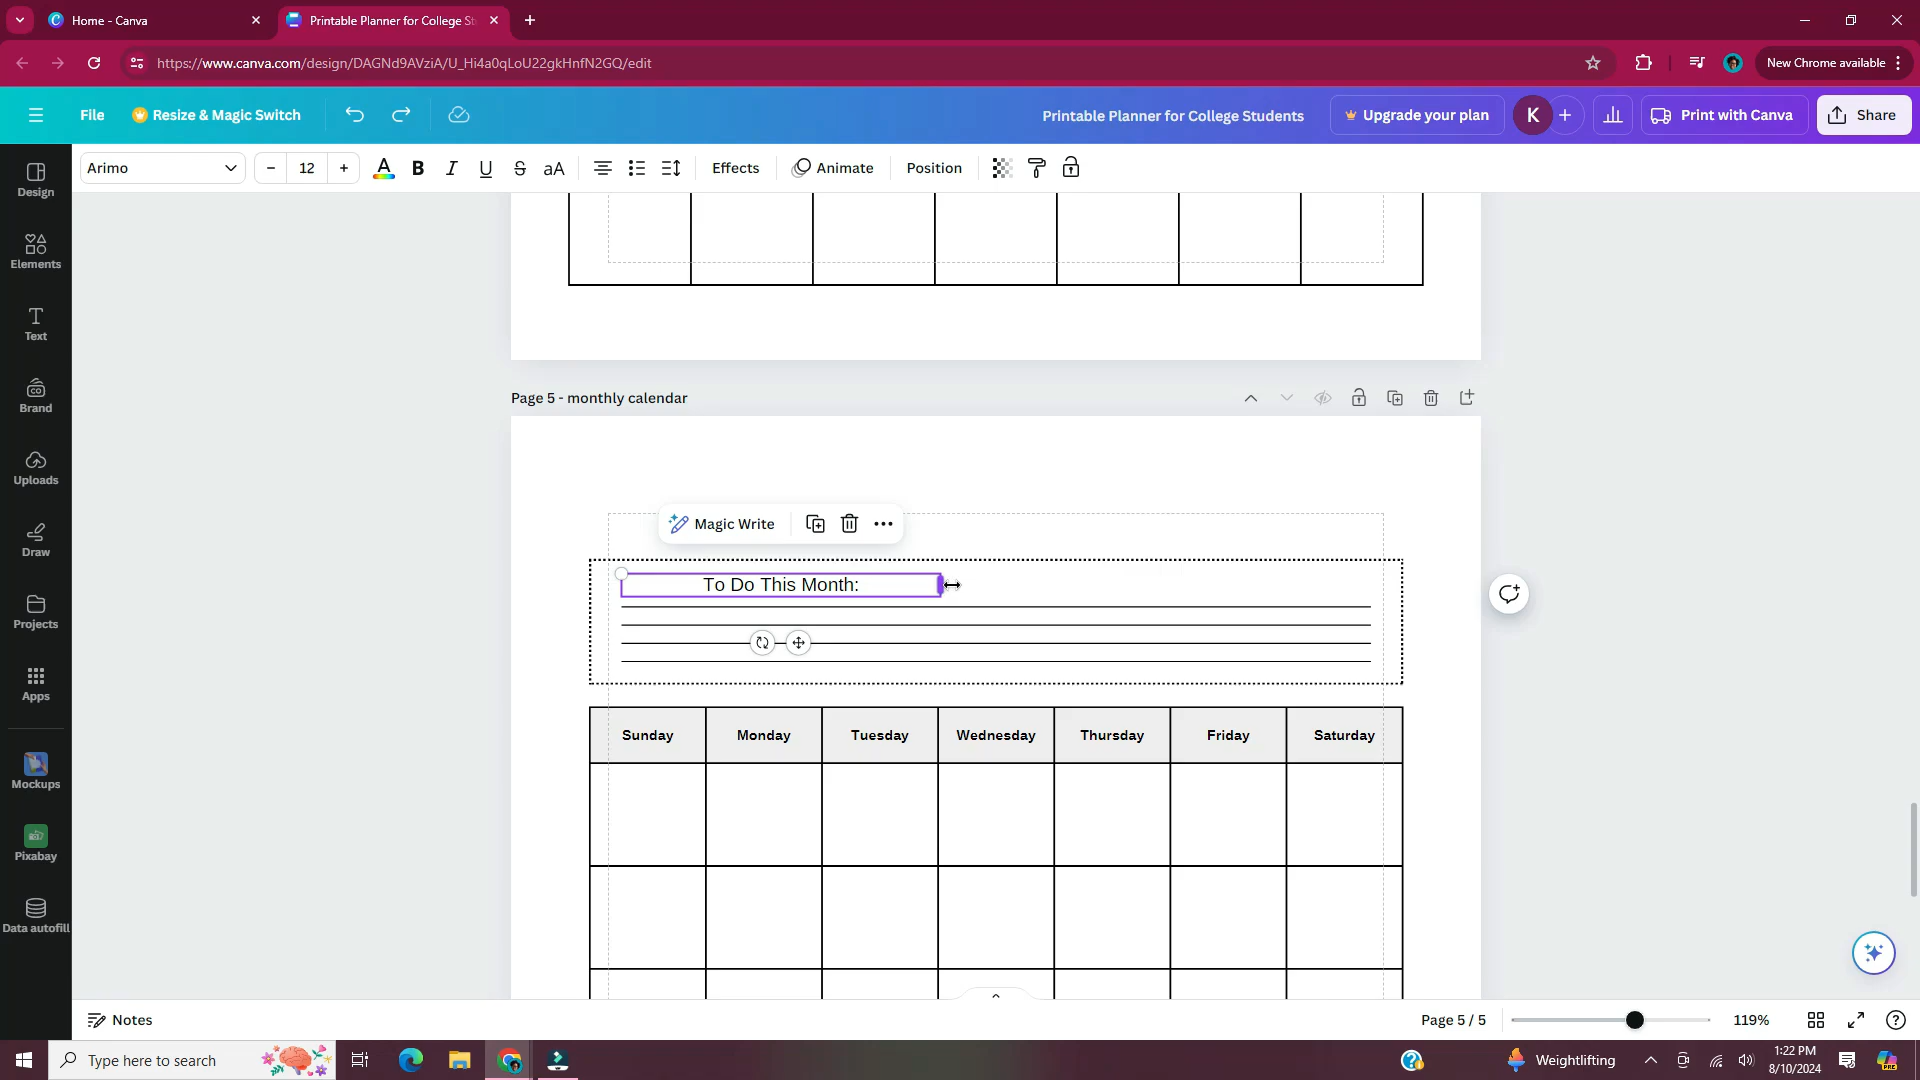 Home - Canva
Printable Planner for College St
https://www.canva.com/design/DAGNd9AVziA/U_Hi4a0qLoU22gkHnfN2GQ/edit
New Chrome available
File
Resize & Magic Switch
Printable Planner for College Students
Upgrade your plan
K
Print with Canva
Share
Arimo
12
B
I
U
S
aA
Effects
Animate
Position
Design
Elements
Text
Brand
Uploads
Draw
Projects
Apps
Mockups
Pixabay
Data autofill
Page 5 - monthly calendar
Magic Write
To Do This Month:
Sunday Monday Tuesday Wednesday Thursday Friday Saturday
Notes
Page 5 / 5
119%
Type here to search
Weightlifting
1:22 PM
8/10/2024